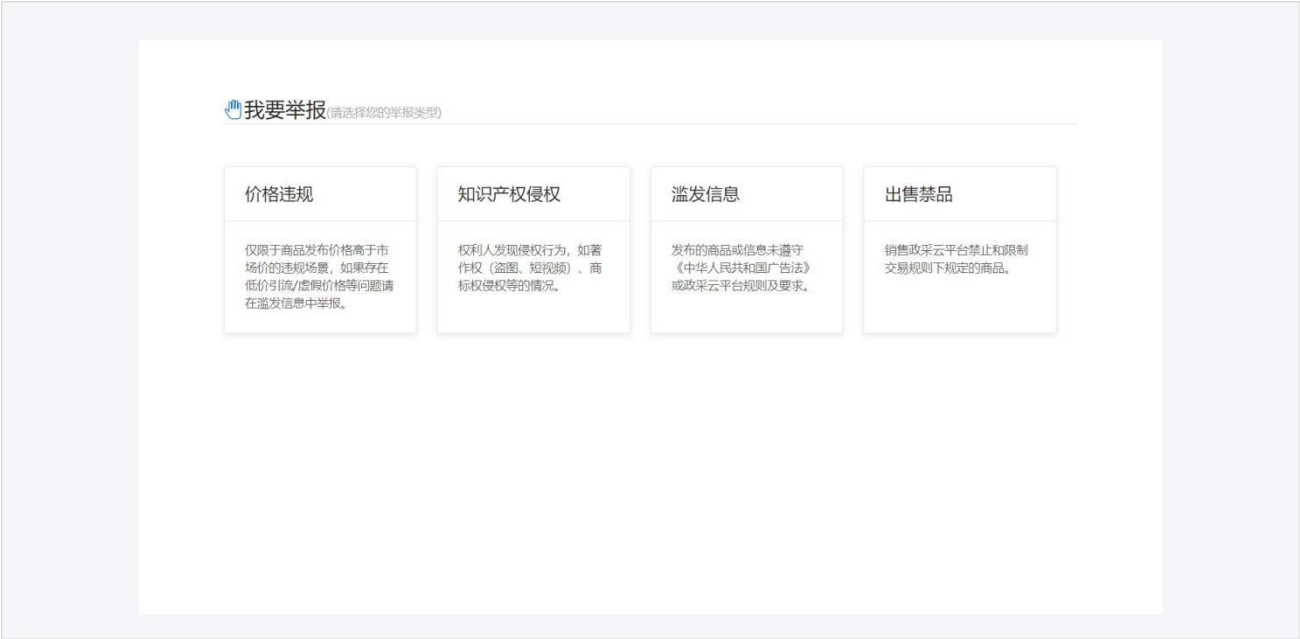 我要举报(请选择您的举报类型)
价格违规
仅限于商品发布价格高于市
场价的违规场景，如果存在
低价引流/虚假价格等问题请
在滥发信息中举报。
知识产权侵权
权利人发现侵权行为，如著
作权（盗图、短视频）、商
标权侵权等的情况。
滥发信息
发布的商品或信息未遵守
《中华人民共和国广告法》
或政采云平台规则及要求。
出售禁品
销售政采云平台禁止和限制
交易规则下规定的商品。